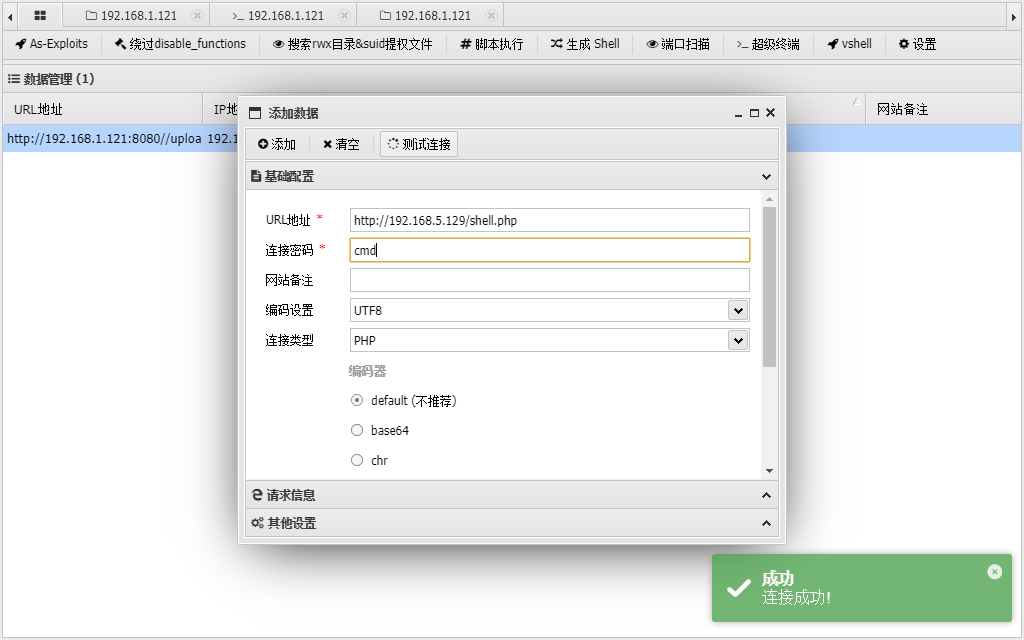 192.168.1.121 192.168.1.121 192.168.1.121
As-Exploits 绕过disable_functions 搜索rwx目录&suid提权文件 脚本执行 生成 Shell 端口扫描 超级终端 vshell 设置
数据管理 (1)
URL地址 IP地 网站备注
http://192.168.1.121:8080//uploa 192.1
添加数据
添加 清空 测试连接
基础配置
URL地址 * http://192.168.5.129/shell.php
连接密码 * cmd
网站备注
编码设置 UTF8
连接类型 PHP
编码器
default (不推荐)
base64
chr
请求信息
其他设置
成功
连接成功!